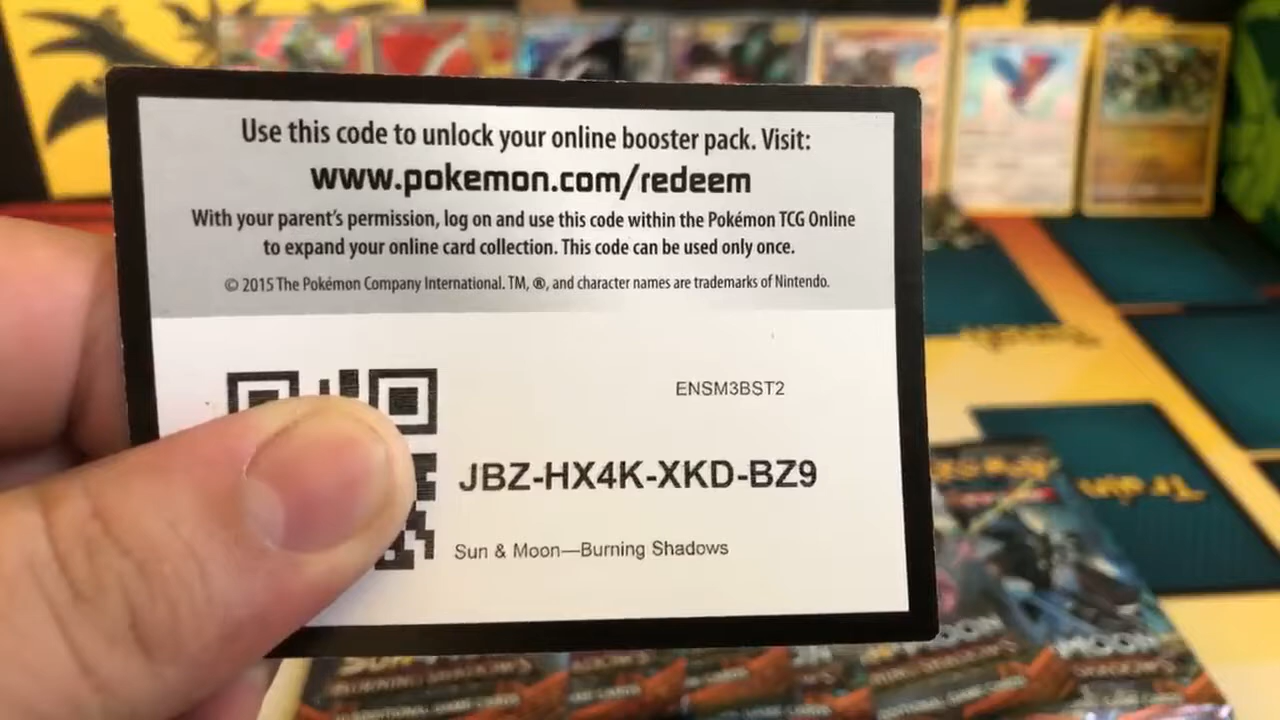 Use this code to unlock your online booster pack. Visit:
www.pokemon.com/redeem
With your parent's permission, log on and use this code within the Pokémon TCG Online
to expand your online card collection. This code can be used only once.
© 2015 The Pokémon Company International. TM, ®, and character names are trademarks of Nintendo.
ENSM3BST2
JBZ-HX4K-XKD-BZ9
Sun & Moon—Burning Shadows
Train
MOON